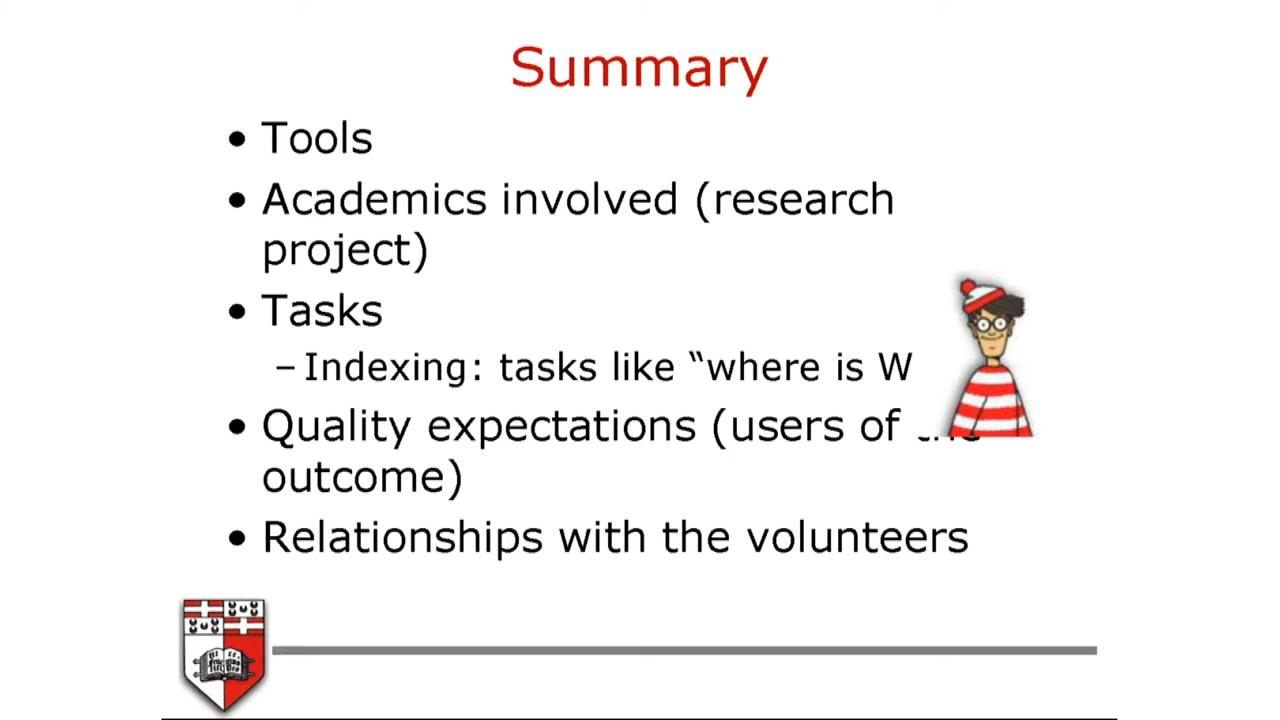 Summary
• Tools
• Academics involved (research
project)
• Tasks
– Indexing: tasks like “where is W
• Quality expectations (users of the
outcome)
• Relationships with the volunteers